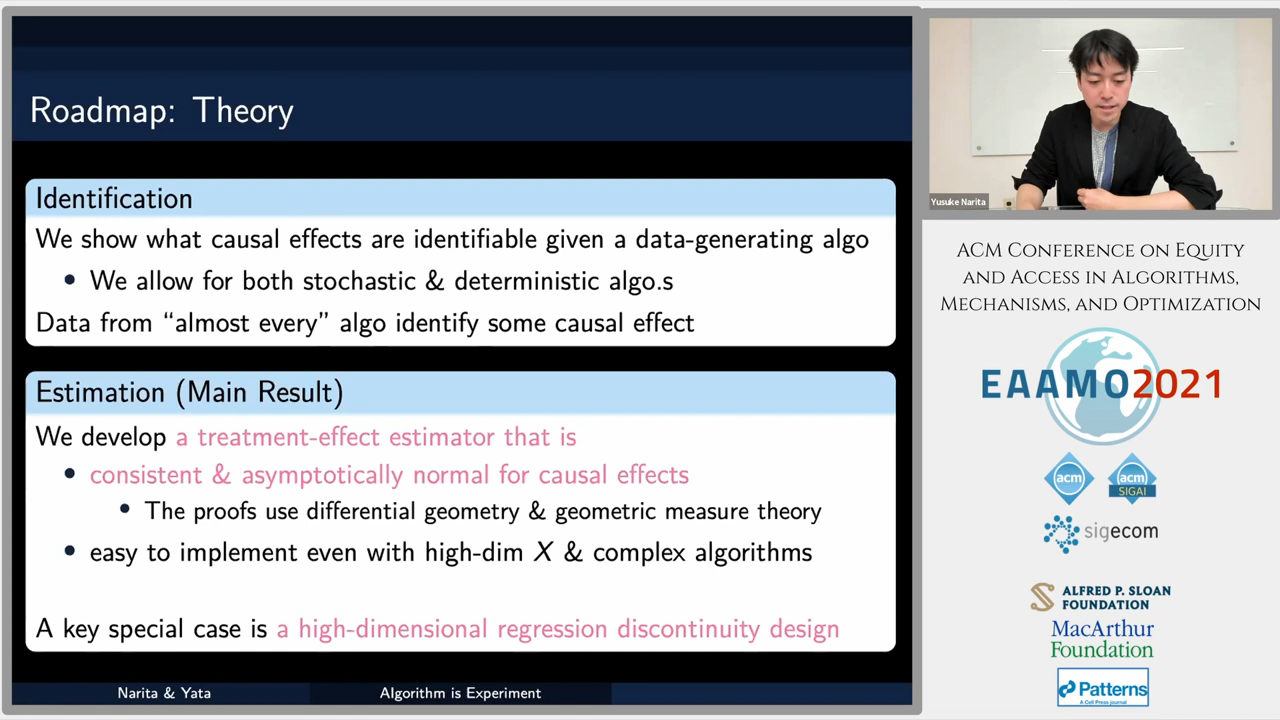 Roadmap: Theory
Identification
We show what causal effects are identifiable given a data-generating algo
• We allow for both stochastic & deterministic algo.s
Data from “almost every” algo identify some causal effect
Estimation (Main Result)
We develop a treatment-effect estimator that is
• consistent & asymptotically normal for causal effects
• The proofs use differential geometry & geometric measure theory
• easy to implement even with high-dim X & complex algorithms
A key special case is a high-dimensional regression discontinuity design
Narita & Yata
Algorithm is Experiment
Yusuke Narita
ACM Conference on Equity
and Access in Algorithms,
Mechanisms, and Optimization
EAAMO2021
acm
acm
SIGAI
sigecom
ALFRED P. SLOAN
FOUNDATION
MacArthur
Foundation
Patterns
A Cell Press journal